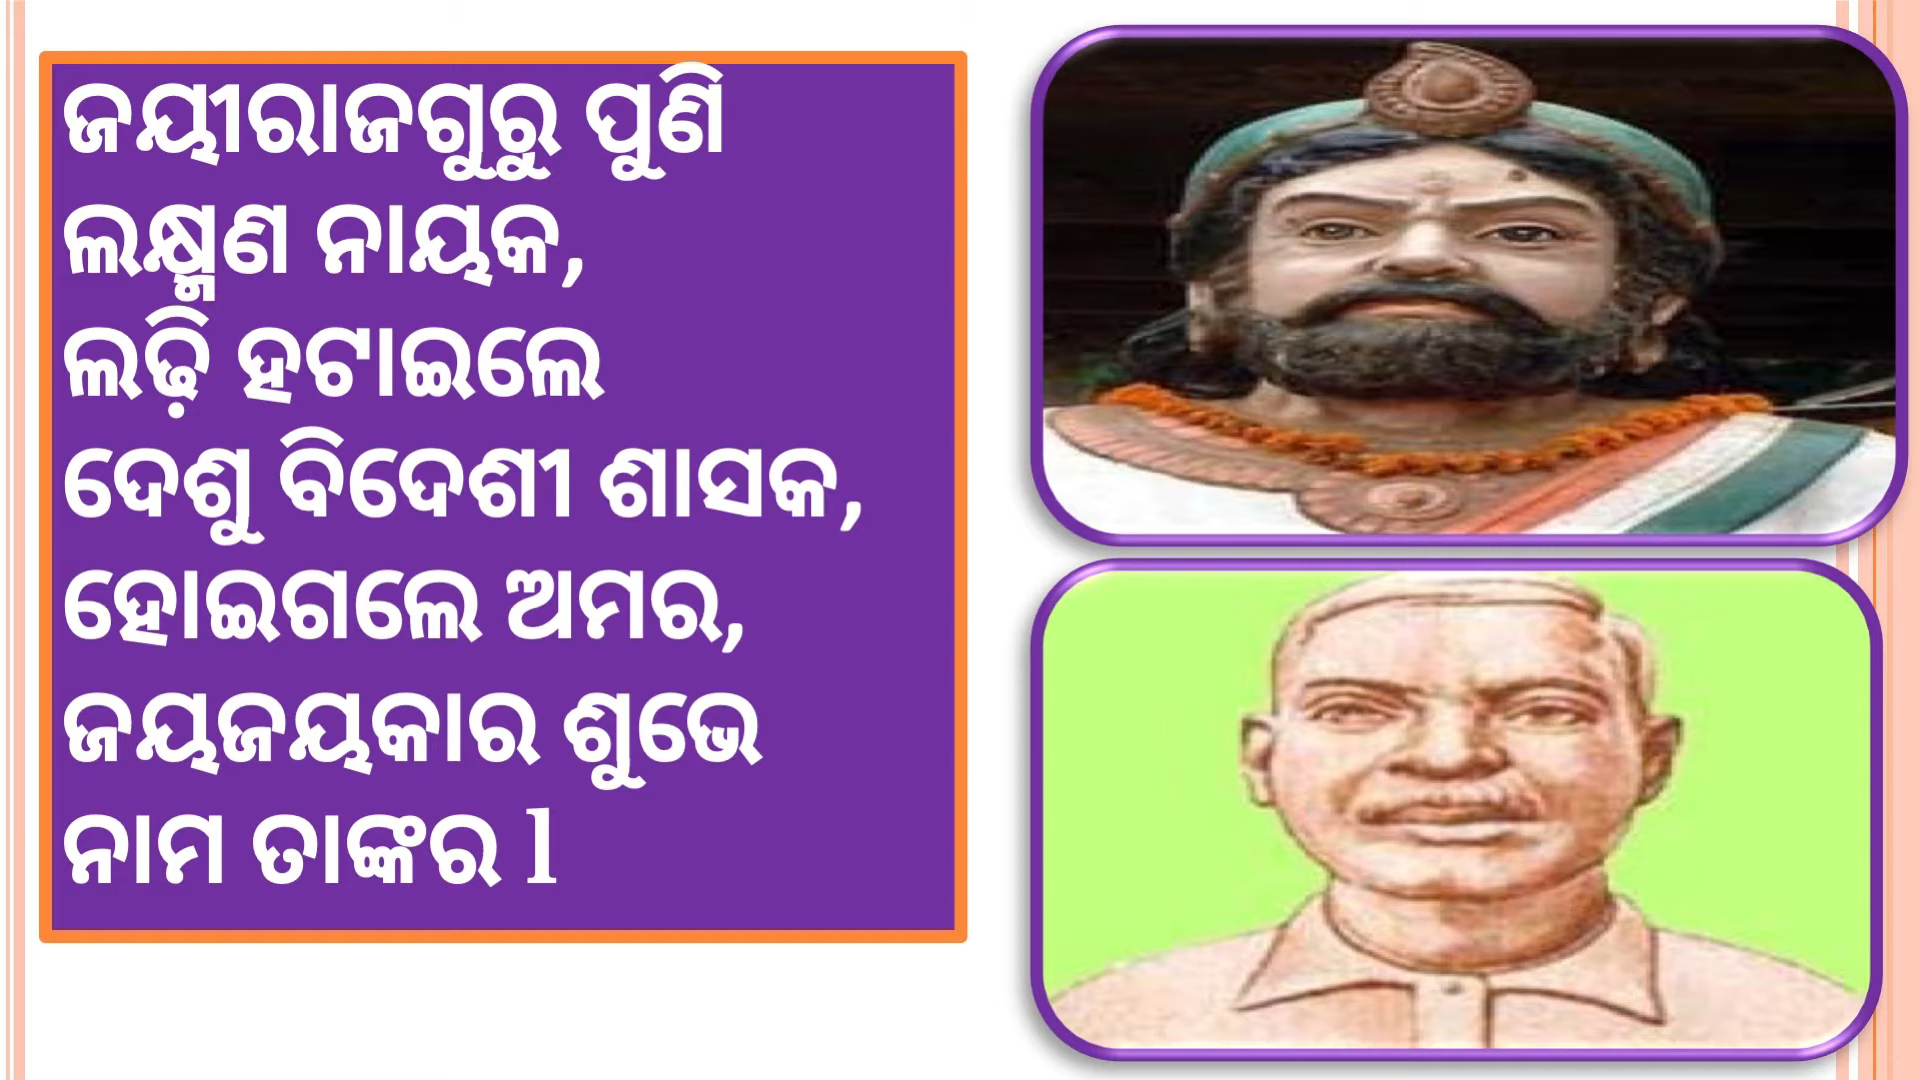 ଜୟୀରାଜଗୁରୁ ପୁଣି
ଲକ୍ଷ୍ମଣ ନାୟକ,
ଲଢ଼ି ହଟାଇଲେ
ଦେଶୁ ବିଦେଶୀ ଶାସକ,
ହୋଇଗଲେ ଅମର,
ଜୟଜୟକାର ଶୁଭେ
ନାମ ତାଙ୍କର l